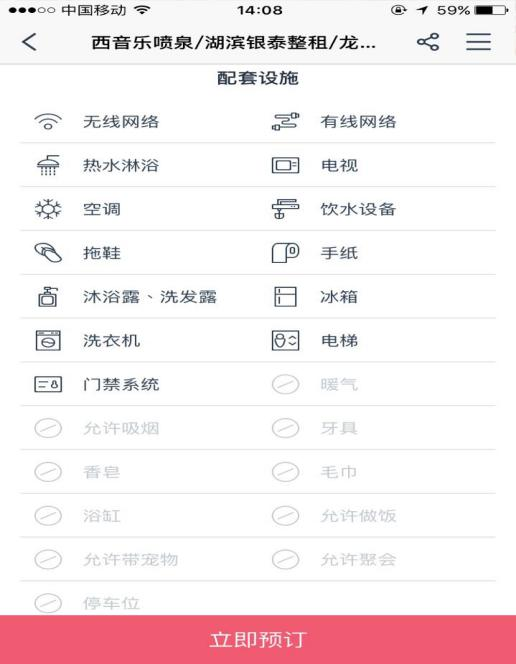 中国移动 14:08 59%
西音乐喷泉/湖滨银泰整租/龙...
配套设施
无线网络 有线网络
热水淋浴 电视
空调 饮水设备
拖鞋 手纸
沐浴露、洗发露 冰箱
洗衣机 电梯
门禁系统 暖气
允许吸烟 牙具
香皂 毛巾
浴缸 允许做饭
允许带宠物 允许聚会
停车位
立即预订